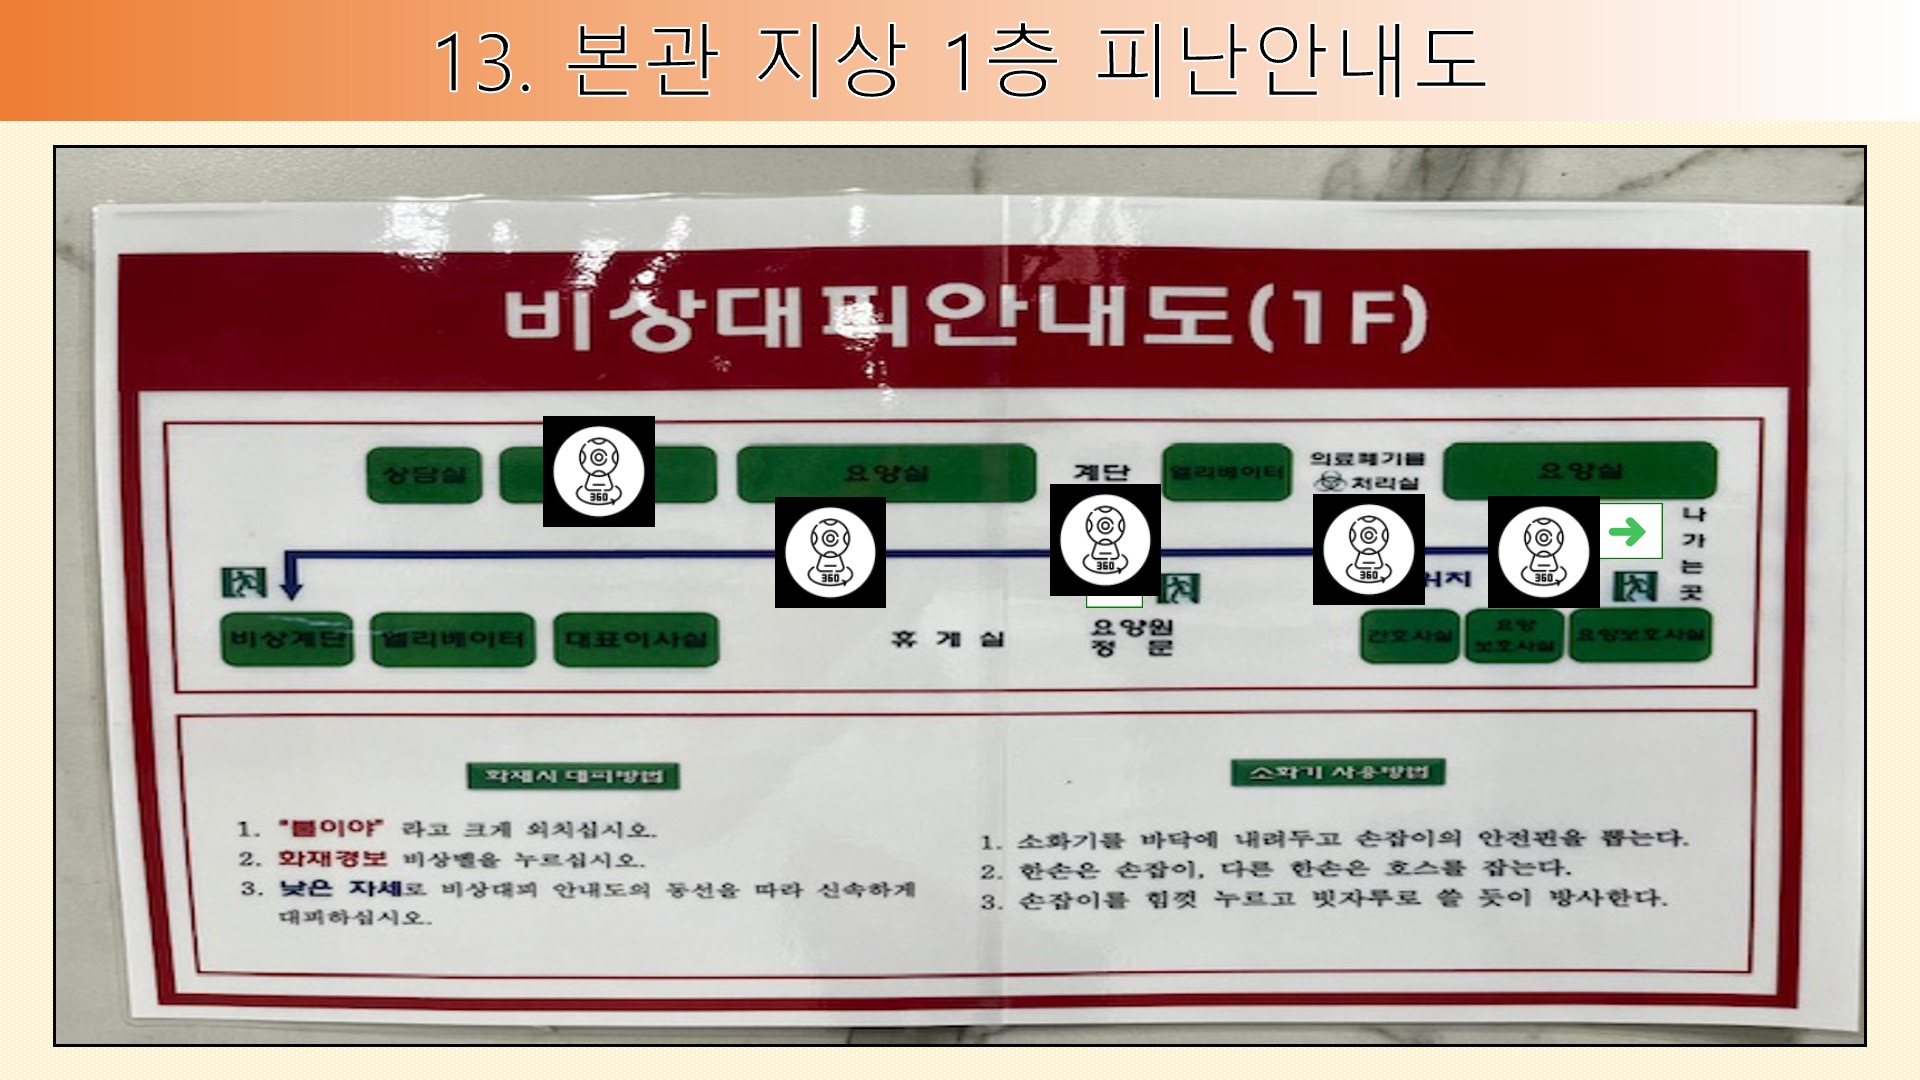 13. 본관 지상 1층 피난안내도
비상대피안내도(1F)
상담실
요양실
계단
엘리베이터
의료폐기물
처리실
요양실
360
360
360
360
360
나
가
는
곳
위치
비상계단
엘리베이터
대표이사실
휴 게 실
요양원
정 문
간호사실
요양
보호사실
요양보호사실
화재시 대피방법
1. "불이야" 라고 크게 외치십시오.
2. 화재경보 비상벨을 누르십시오.
3. 낮은 자세로 비상대피 안내도의 동선을 따라 신속하게
대피하십시오.
소화기 사용방법
1. 소화기를 바닥에 내려두고 손잡이의 안전핀을 뽑는다.
2. 한손은 손잡이, 다른 한손은 호스를 잡는다.
3. 손잡이를 힘껏 누르고 빗자루로 쓸 듯이 방사한다.